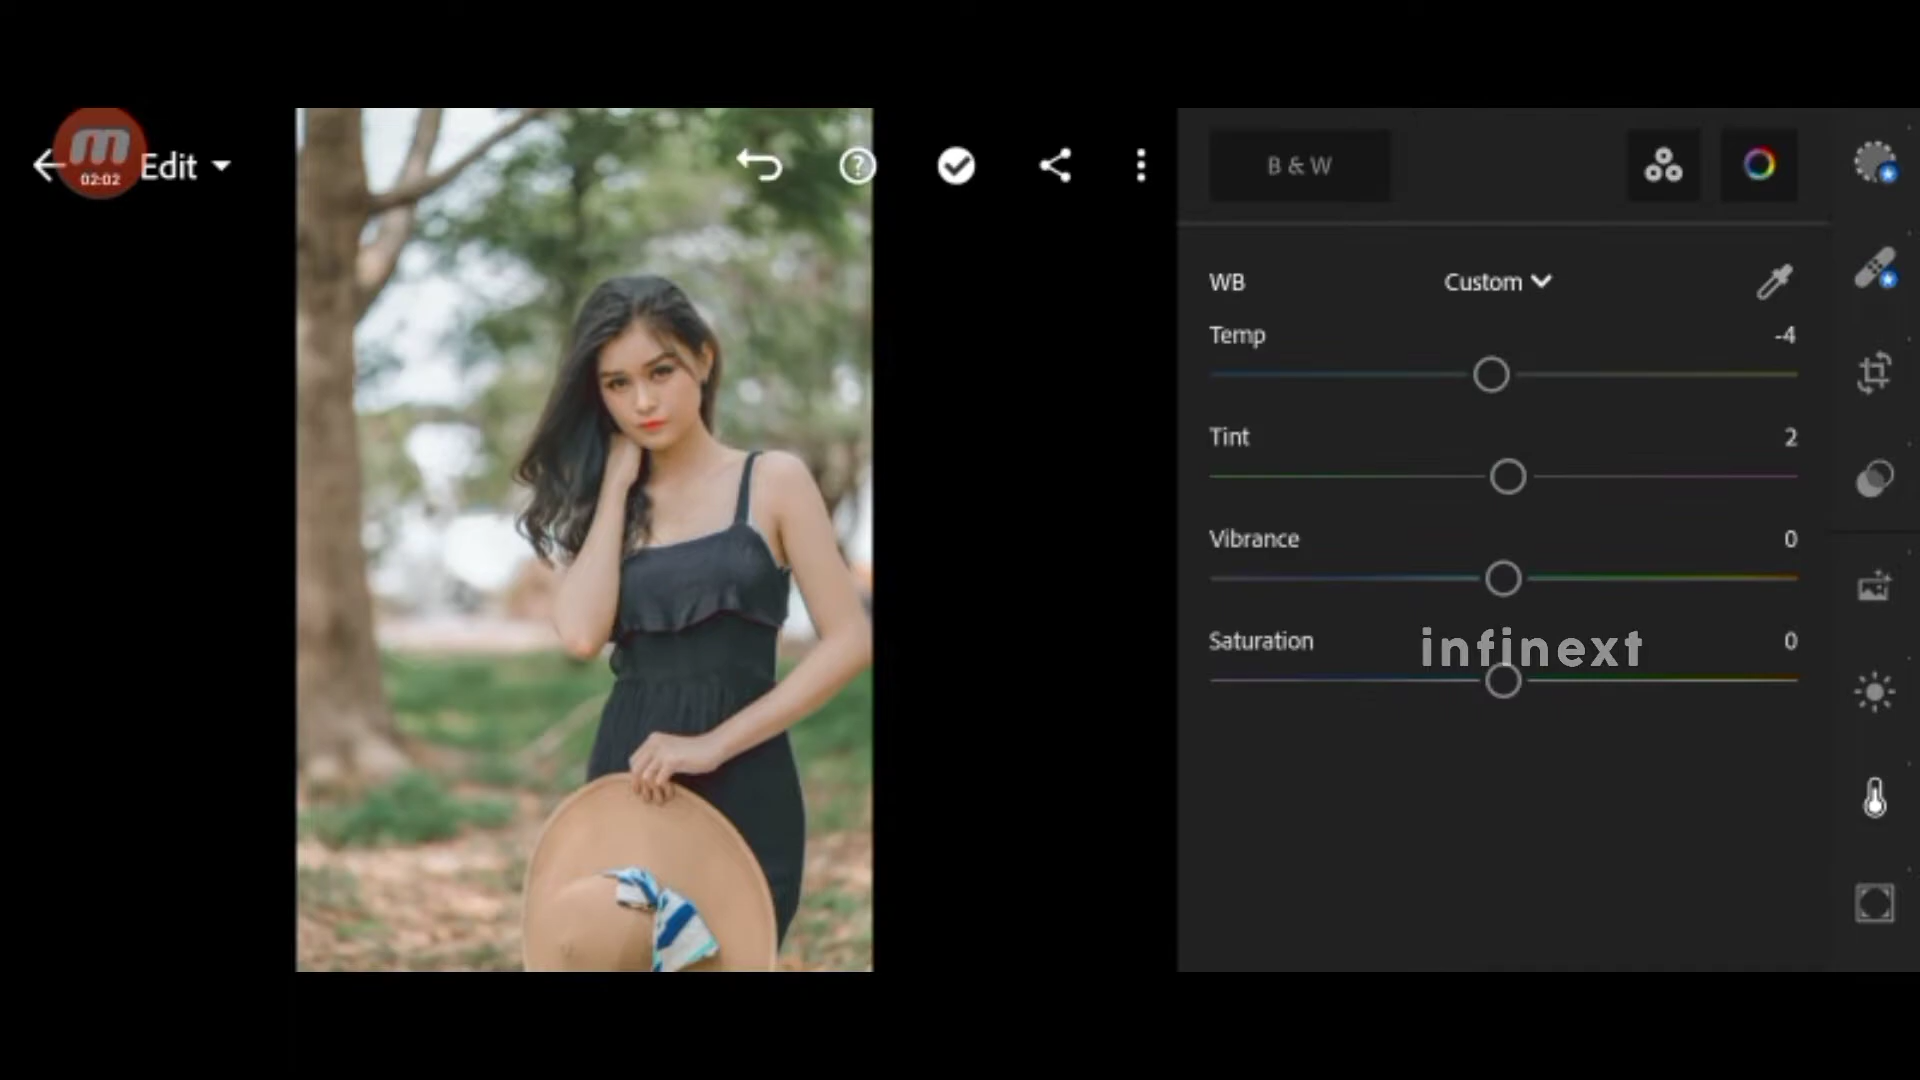 m
02:02
Edit
B & W
WB
Custom
Temp
-4
Tint
2
Vibrance
0
Saturation
infinext
0